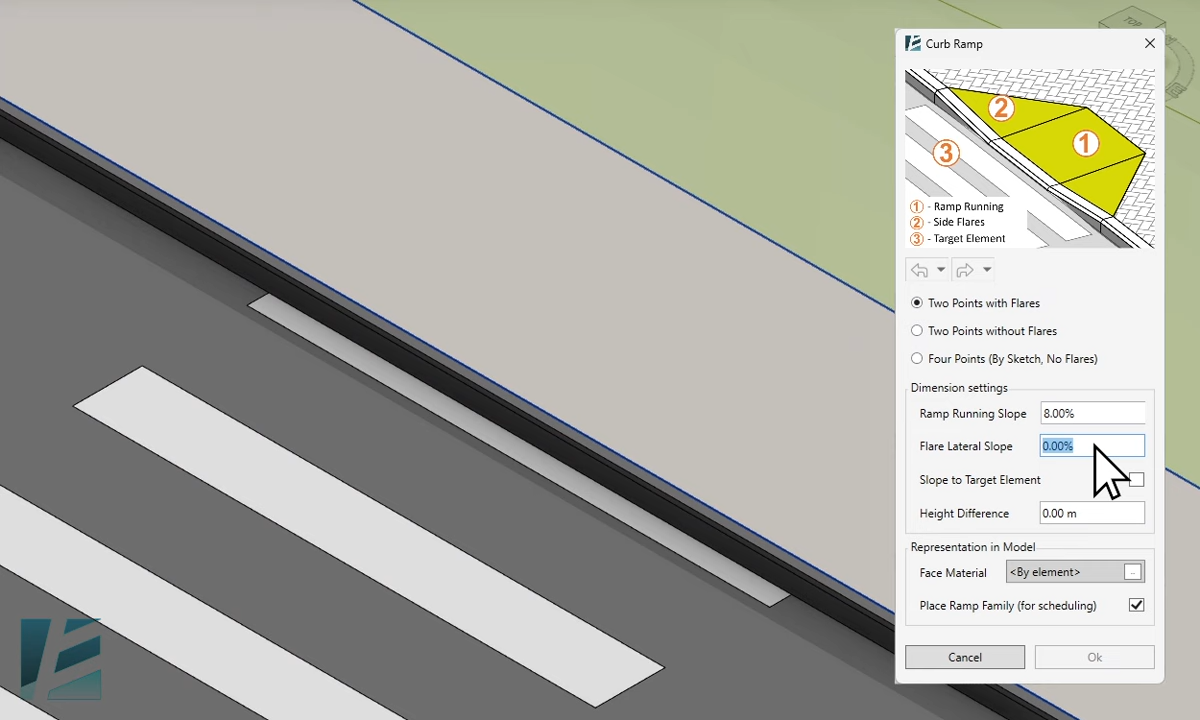 TOP
Curb Ramp
2
1
3
1 - Ramp Running
2 - Side Flares
3 - Target Element
Two Points with Flares
Two Points without Flares
Four Points (By Sketch, No Flares)
Dimension settings
Ramp Running Slope 8.00%
Flare Lateral Slope 0.00%
Slope to Target Element
Height Difference 0.00 m
Representation in Model
Face Material <By element> ...
Place Ramp Family (for scheduling)
Cancel Ok